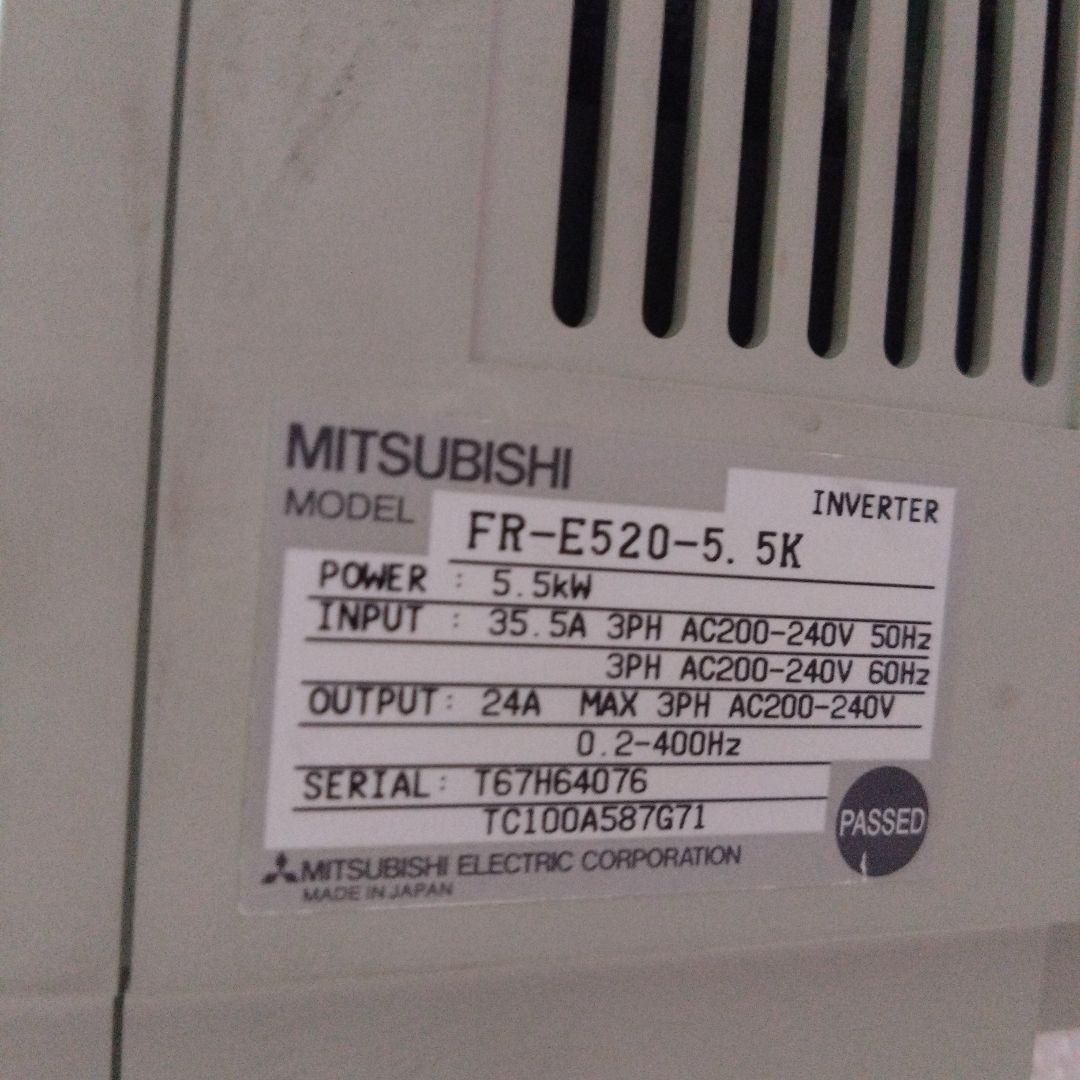 MITSUBISHI
INVERTER
MODEL FR-E520-5.5K
POWER : 5.5kW
INPUT : 35.5A 3PH AC200-240V 50Hz
3PH AC200-240V 60Hz
OUTPUT: 24A MAX 3PH AC200-240V
0.2-400Hz
SERIAL: T67H64076
TC100A587G71
PASSED
MITSUBISHI ELECTRIC CORPORATION
MADE IN JAPAN